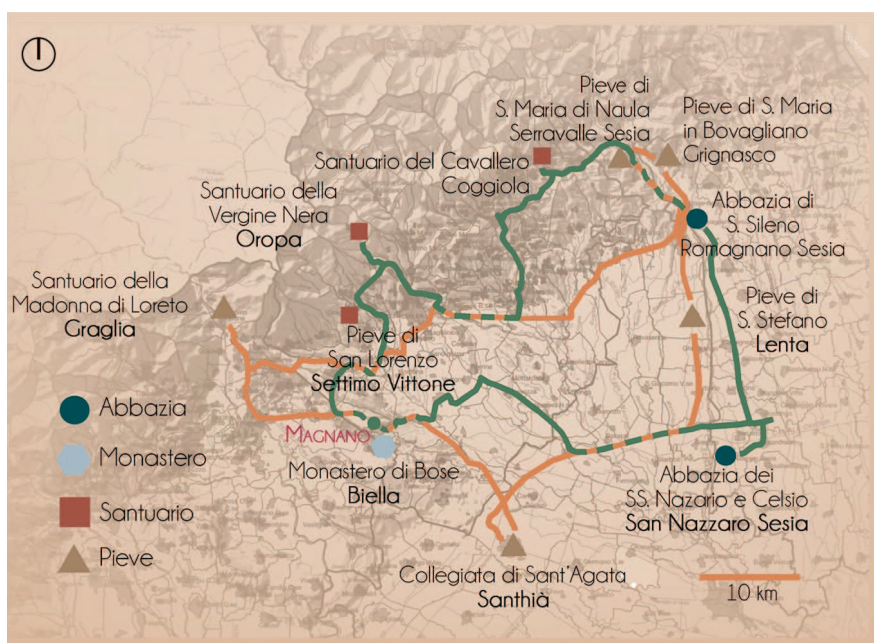 Pieve di
S. Maria di Naula
Serravalle Sesia
Pieve di S. Maria
in Bovagliano
Grignasco
Santuario del Cavallero
Coggiola
Santuario della
Vergine Nera
Oropa
Abbazia di
S. Sileno
Romagnano Sesia
Santuario della
Madonna di Loreto
Graglia
Pieve di
San Lorenzo
Settimo Vittone
Pieve di
S. Stefano
Lenta
Abbazia
Monastero
Santuario
Pieve
MAGNANO
Monastero di Bose
Biella
Abbazia dei
SS. Nazario e Celsio
San Nazzaro Sesia
Collegiata di Sant'Agata
Santhià
10 km